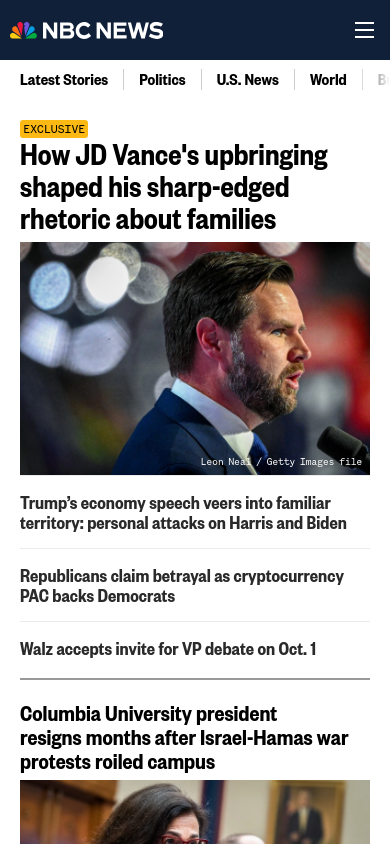 NBC NEWS
Latest Stories
Politics
U.S. News
World
EXCLUSIVE
How JD Vance's upbringing
shaped his sharp-edged
rhetoric about families
Leon Neal / Getty Images file
Trump’s economy speech veers into familiar
territory: personal attacks on Harris and Biden
Republicans claim betrayal as cryptocurrency
PAC backs Democrats
Walz accepts invite for VP debate on Oct. 1
Columbia University president
resigns months after Israel-Hamas war
protests roiled campus